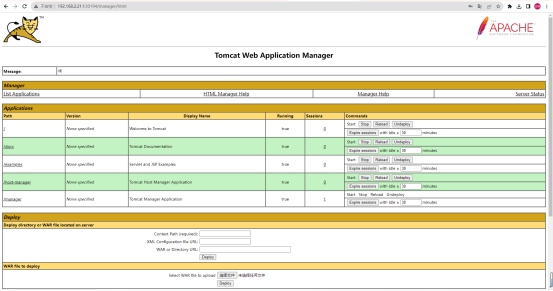 192.168.2.21:30194/manager/html
THE
APACHE
SOFTWARE FOUNDATION
Tomcat Web Application Manager
Message: OK
Manager
List Applications HTML Manager Help Manager Help Server Status
Applications
Path Version Display Name Running Sessions Commands
/ None specified Welcome to Tomcat true 0 Start Stop Reload Undeploy
Expire sessions with idle ≥ 30 minutes
/docs None specified Tomcat Documentation true 0 Start Stop Reload Undeploy
Expire sessions with idle ≥ 30 minutes
/examples None specified Servlet and JSP Examples true 0 Start Stop Reload Undeploy
Expire sessions with idle ≥ 30 minutes
/host-manager None specified Tomcat Host Manager Application true 0 Start Stop Reload Undeploy
Expire sessions with idle ≥ 30 minutes
/manager None specified Tomcat Manager Application true 1 Start Stop Reload Undeploy
Expire sessions with idle ≥ 30 minutes
Deploy
Deploy directory or WAR file located on server
Context Path (required):
XML Configuration file URL:
WAR or Directory URL:
Deploy
WAR file to deploy
Select WAR file to upload 选择文件 未选择任何文件
Deploy